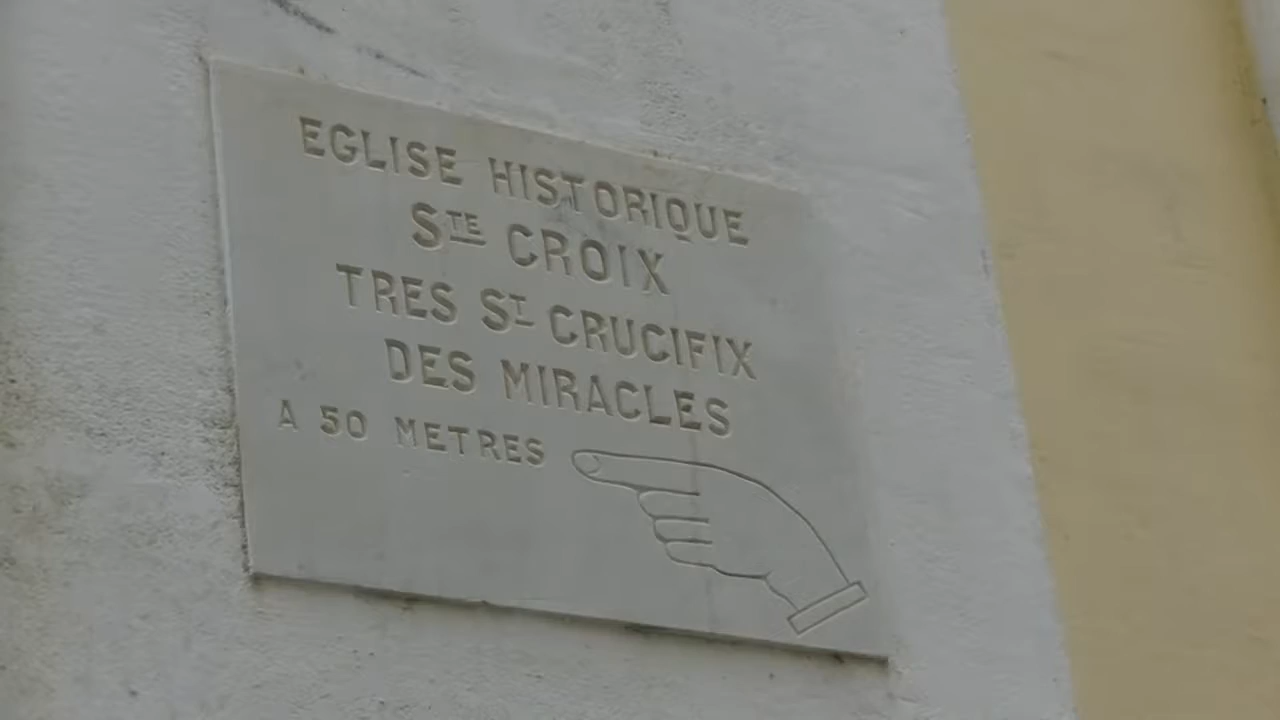 EGLISE HISTORIQUE
STE CROIX
TRES ST CRUCIFIX
DES MIRACLES
A 50 METRES